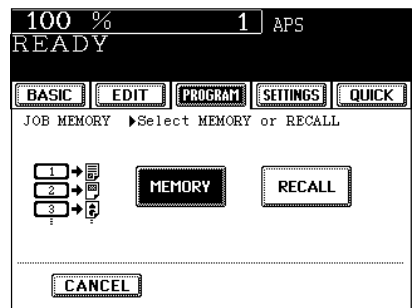 100 % 1 APS
READY
BASIC EDIT PROGRAM SETTINGS QUICK
JOB MEMORY ▶Select MEMORY or RECALL
1
2
3
MEMORY RECALL
CANCEL